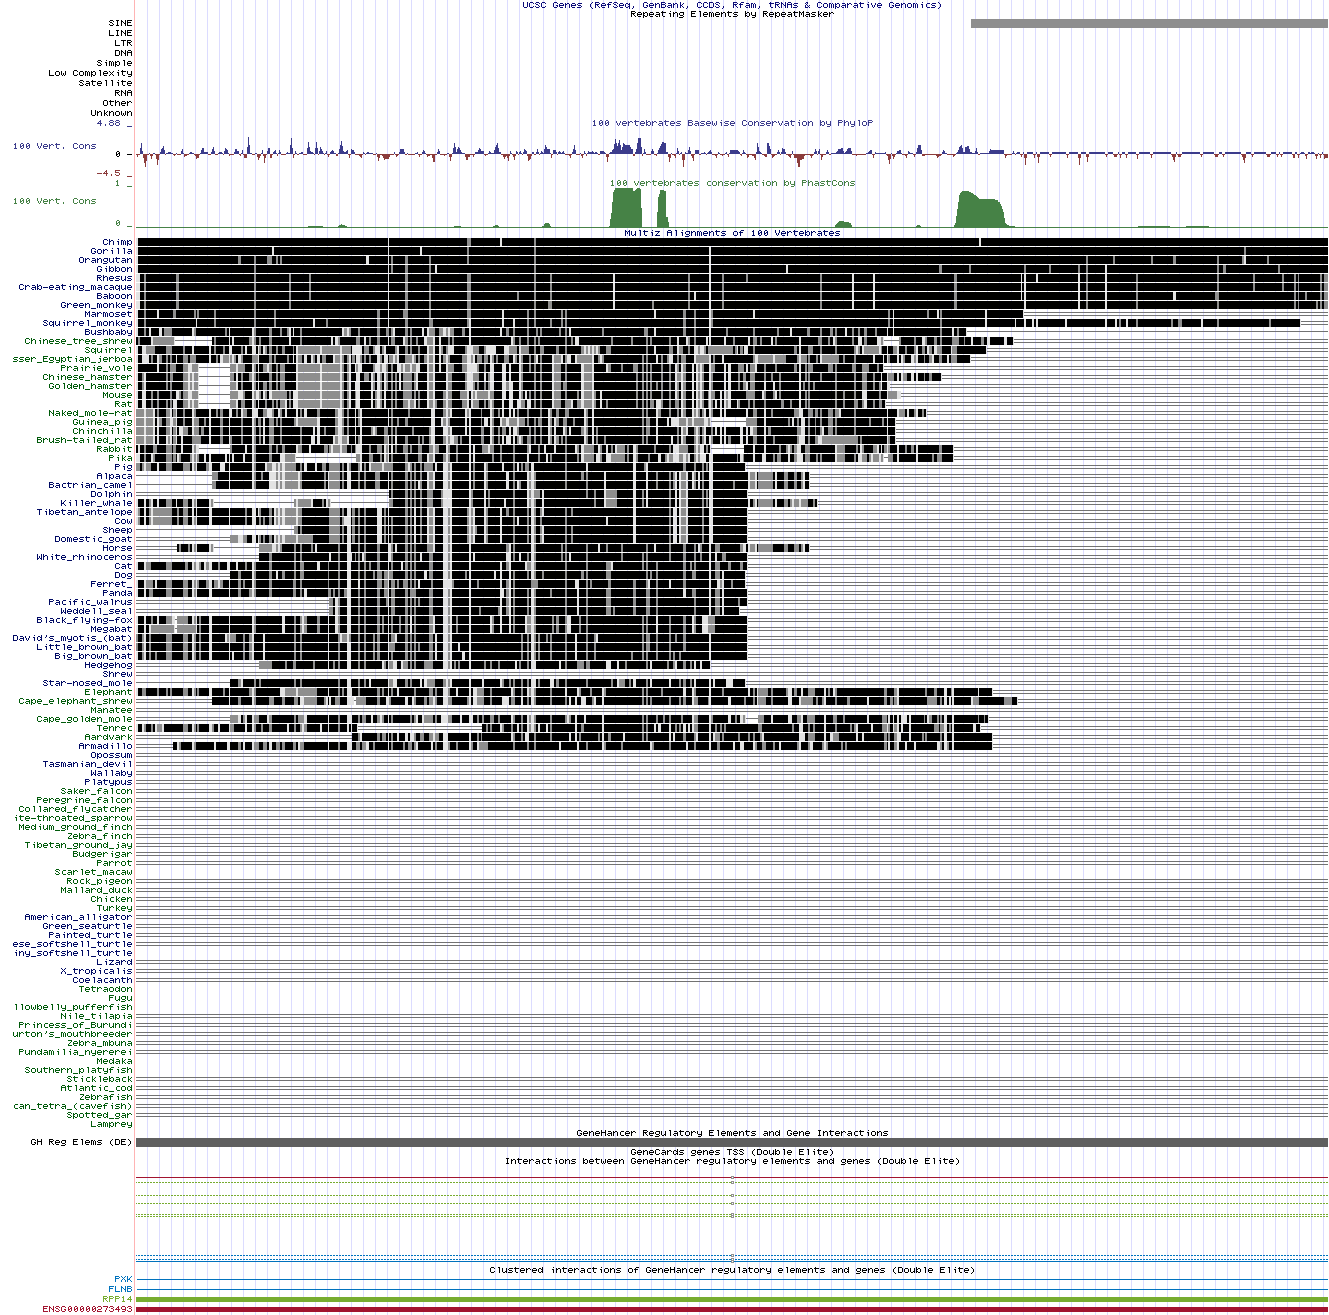 UCSC Genes (RefSeq, GenBank, CCDS, Rfam, tRNAs & Comparative Genomics)
Repeating Elements by RepeatMasker
SINE
LINE
LTR
DNA
Simple
Low Complexity
Satellite
RNA
Other
Unknown
100 vertebrates Basewise Conservation by PhyloP
4.88 _
100 Vert. Cons
0 -
-4.5 _
100 vertebrates conservation by PhastCons
1 _
100 Vert. Cons
0 _
Multiz Alignments of 100 Vertebrates
Chimp
Gorilla
Orangutan
Gibbon
Rhesus
Crab-eating_macaque
Baboon
Green_monkey
Marmoset
Squirrel_monkey
Bushbaby
Chinese_tree_shrew
Squirrel
sser_Egyptian_jerboa
Prairie_vole
Chinese_hamster
Golden_hamster
Mouse
Rat
Naked_mole-rat
Guinea_pig
Chinchilla
Brush-tailed_rat
Rabbit
Pika
Pig
Alpaca
Bactrian_camel
Dolphin
Killer_whale
Tibetan_antelope
Cow
Sheep
Domestic_goat
Horse
White_rhinoceros
Cat
Dog
Ferret_
Panda
Pacific_walrus
Weddell_seal
Black_flying-fox
Megabat
David's_myotis_(bat)
Little_brown_bat
Big_brown_bat
Hedgehog
Shrew
Star-nosed_mole
Elephant
Cape_elephant_shrew
Manatee
Cape_golden_mole
Tenrec
Aardvark
Armadillo
Opossum
Tasmanian_devil
Wallaby
Platypus
Saker_falcon
Peregrine_falcon
Collared_flycatcher
ite-throated_sparrow
Medium_ground_finch
Zebra_finch
Tibetan_ground_jay
Budgerigar
Parrot
Scarlet_macaw
Rock_pigeon
Mallard_duck
Chicken
Turkey
American_alligator
Green_seaturtle
Painted_turtle
ese_softshell_turtle
iny_softshell_turtle
Lizard
X_tropicalis
Coelacanth
Tetraodon
Fugu
llowbelly_pufferfish
Nile_tilapia
Princess_of_Burundi
urton's_mouthbreeder
Zebra_mbuna
Pundamilia_nyererei
Medaka
Southern_platyfish
Stickleback
Atlantic_cod
Zebrafish
can_tetra_(cavefish)
Spotted_gar
Lamprey
GeneHancer Regulatory Elements and Gene Interactions
GH Reg Elems (DE)
GeneCards genes TSS (Double Elite)
Interactions between GeneHancer regulatory elements and genes (Double Elite)
Clustered interactions of GeneHancer regulatory elements and genes (Double Elite)
PXK
FLNB
RPP14
ENSG00000273493